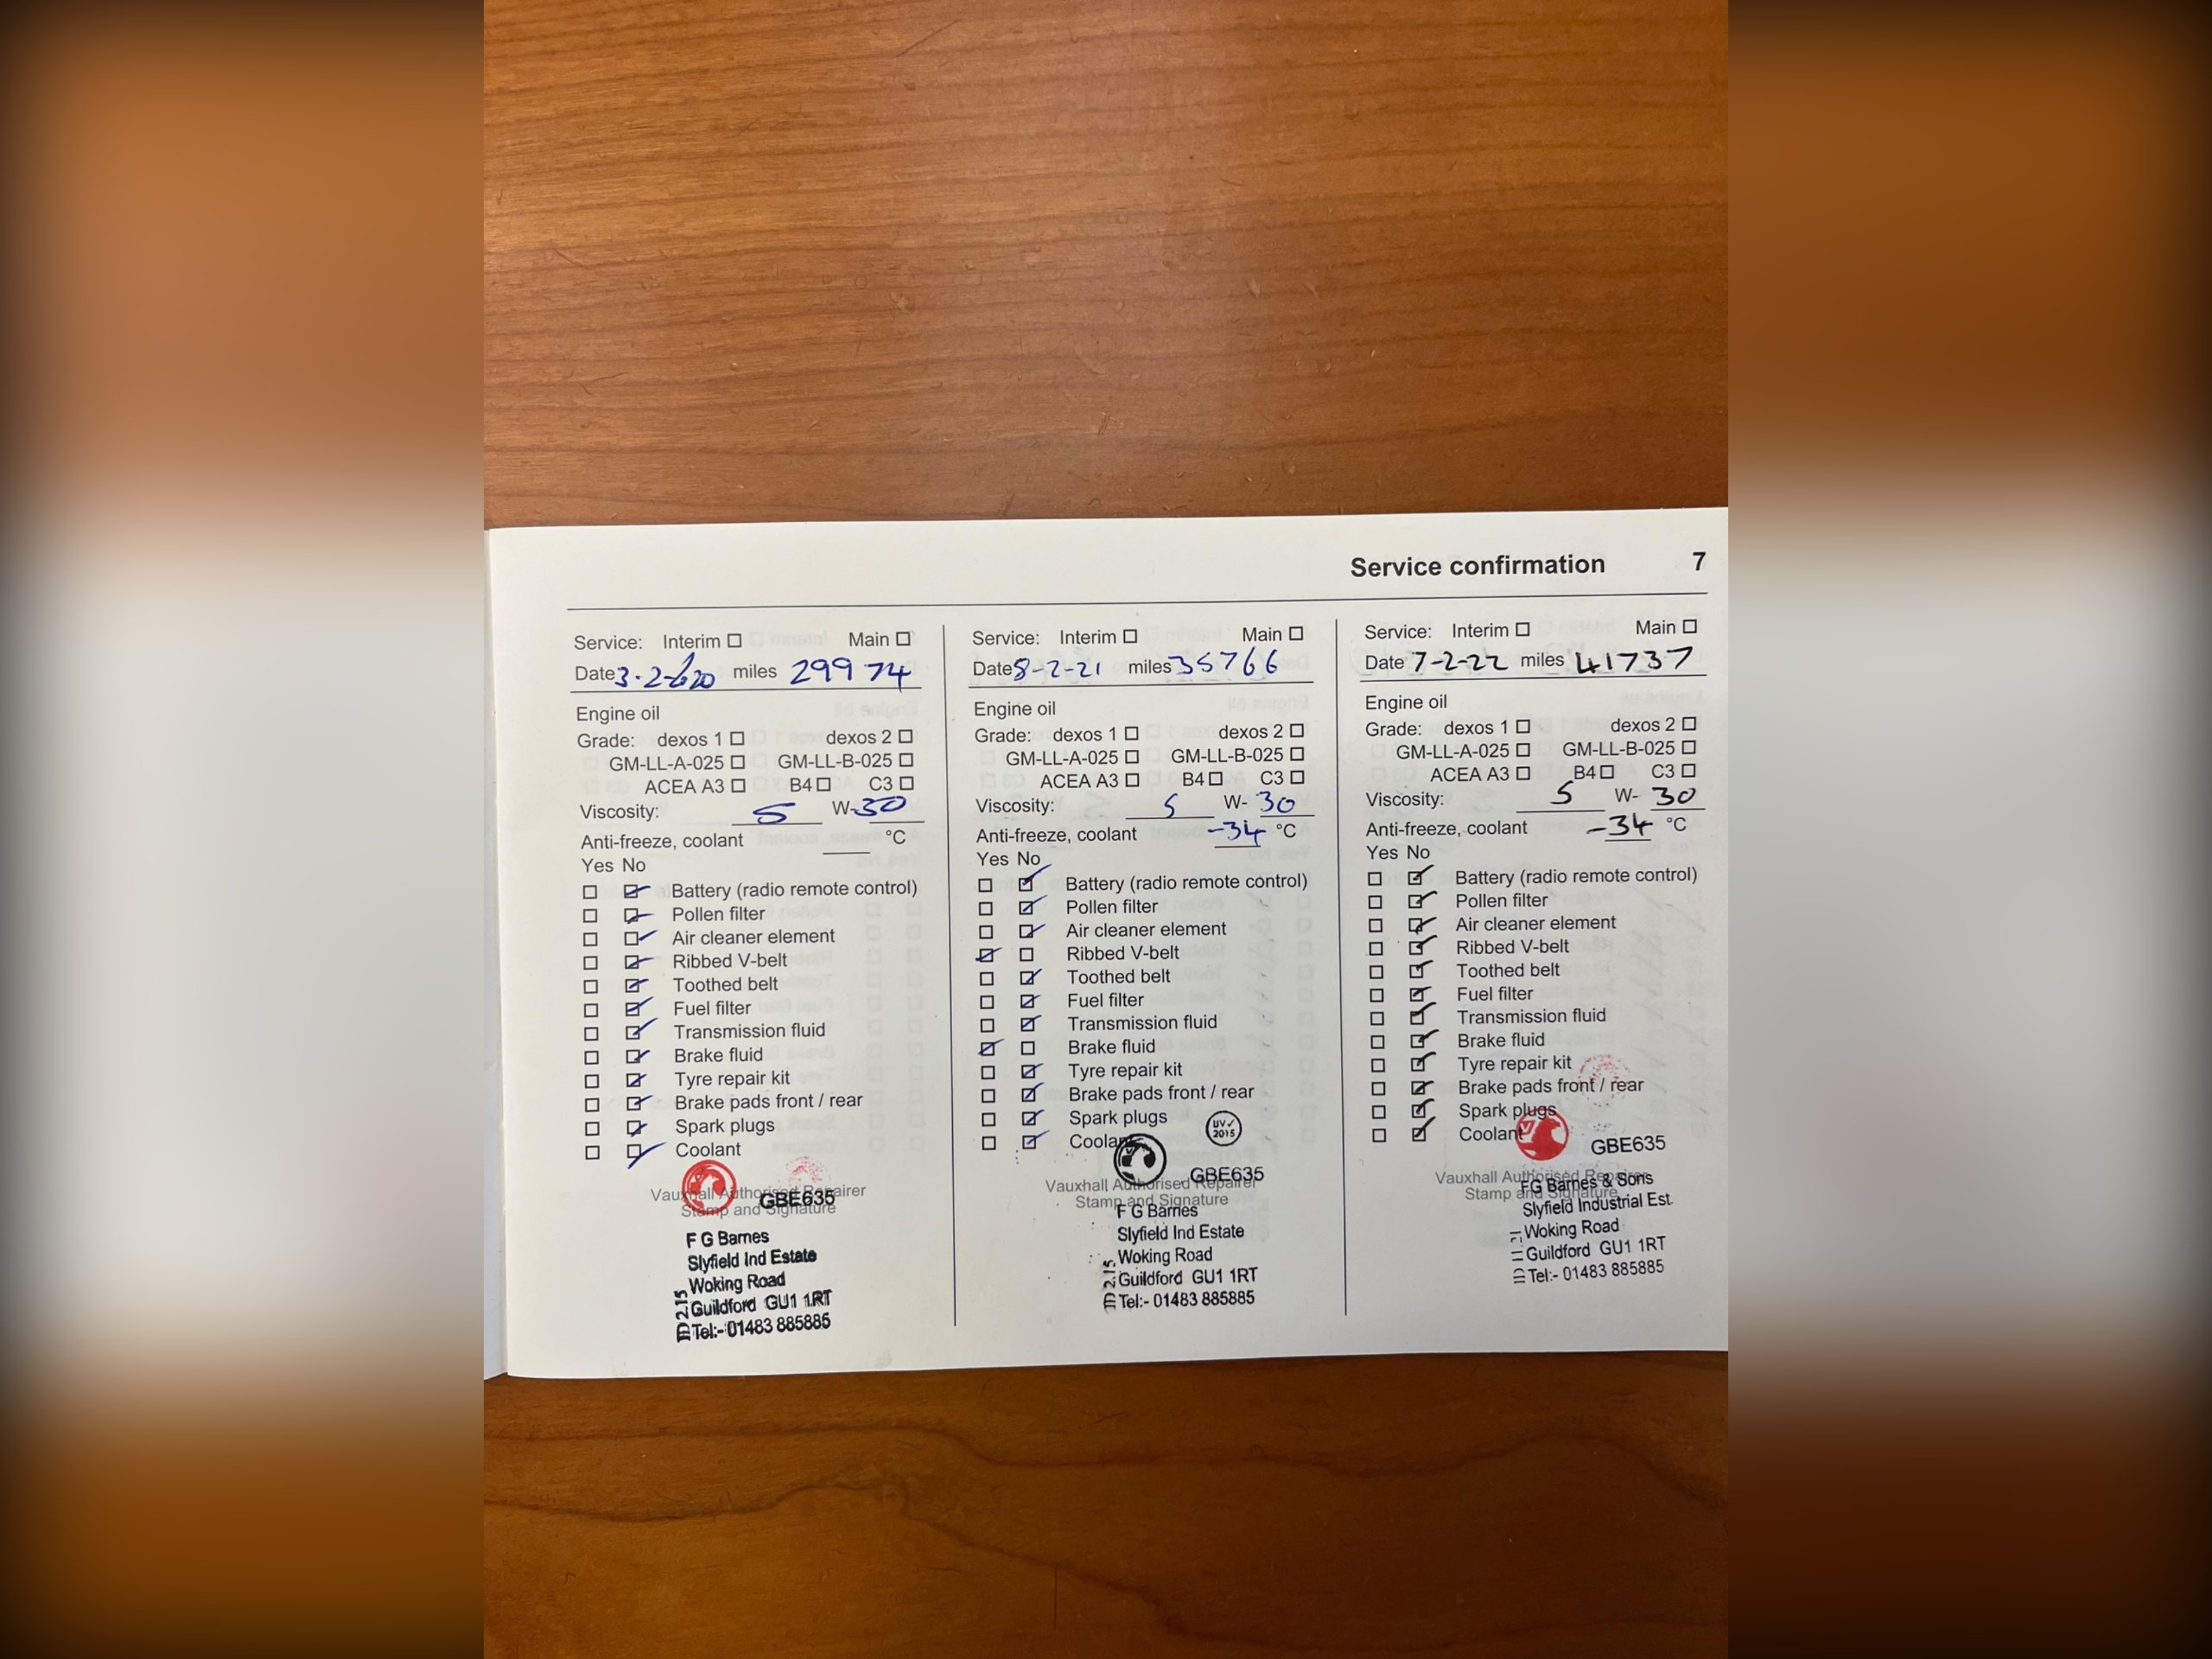 Service confirmation 7
Service: Interim Main
Date 3-2-20 miles 29974
Engine oil
Grade: dexos 1 dexos 2
GM-LL-A-025 GM-LL-B-025
ACEA A3 B4 C3
Viscosity: 5 W-30
Anti-freeze, coolant °C
Yes No
Battery (radio remote control)
Pollen filter
Air cleaner element
Ribbed V-belt
Toothed belt
Fuel filter
Transmission fluid
Brake fluid
Tyre repair kit
Brake pads front / rear
Spark plugs
Coolant
GBE635
Vauxhall Authorised Repairer
Stamp and Signature
F G Barnes
Slyfield Ind Estate
Woking Road
Guildford GU1 1RT
Tel:- 01483 885885
Service: Interim Main
Date 8-2-21 miles 35766
Engine oil
Grade: dexos 1 dexos 2
GM-LL-A-025 GM-LL-B-025
ACEA A3 B4 C3
Viscosity: 5 W- 30
Anti-freeze, coolant -34 °C
Yes No
Battery (radio remote control)
Pollen filter
Air cleaner element
Ribbed V-belt
Toothed belt
Fuel filter
Transmission fluid
Brake fluid
Tyre repair kit
Brake pads front / rear
Spark plugs
UV✓
2015
Coolant
GBE635
Vauxhall Authorised Repairer
Stamp and Signature
F G Barnes
Slyfield Ind Estate
Woking Road
Guildford GU1 1RT
Tel:- 01483 885885
Service: Interim Main
Date 7-2-22 miles 41737
Engine oil
Grade: dexos 1 dexos 2
GM-LL-A-025 GM-LL-B-025
ACEA A3 B4 C3
Viscosity: 5 W- 30
Anti-freeze, coolant -34 °C
Yes No
Battery (radio remote control)
Pollen filter
Air cleaner element
Ribbed V-belt
Toothed belt
Fuel filter
Transmission fluid
Brake fluid
Tyre repair kit
Brake pads front / rear
Spark plugs
Coolant
GBE635
Vauxhall Authorised Repairer
Stamp and Signature
FG Barnes & Sons
Slyfield Industrial Est
Woking Road
Guildford GU1 1RT
Tel:- 01483 885885